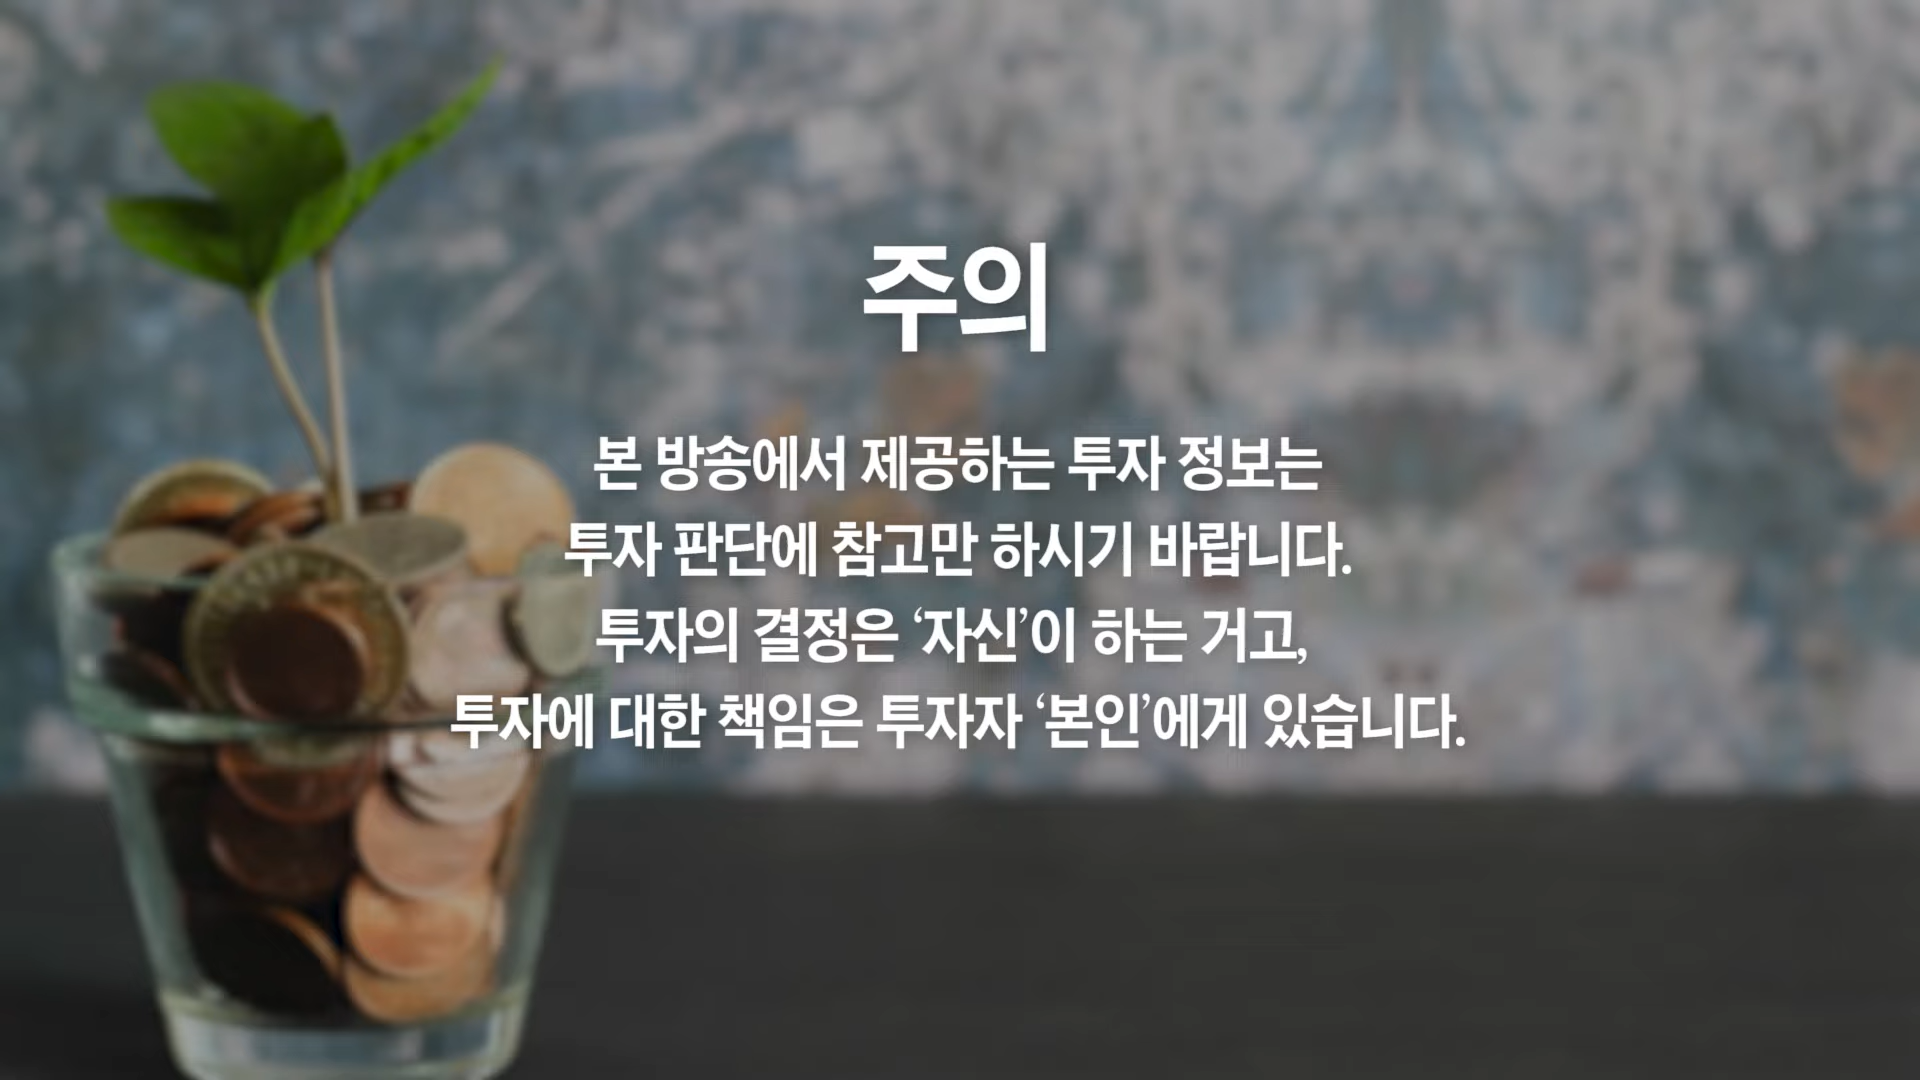 주의
본 방송에서 제공하는 투자 정보는
투자 판단에 참고만 하시기 바랍니다.
투자의 결정은 ‘자신’이 하는 거고,
투자에 대한 책임은 투자자 ‘본인’에게 있습니다.